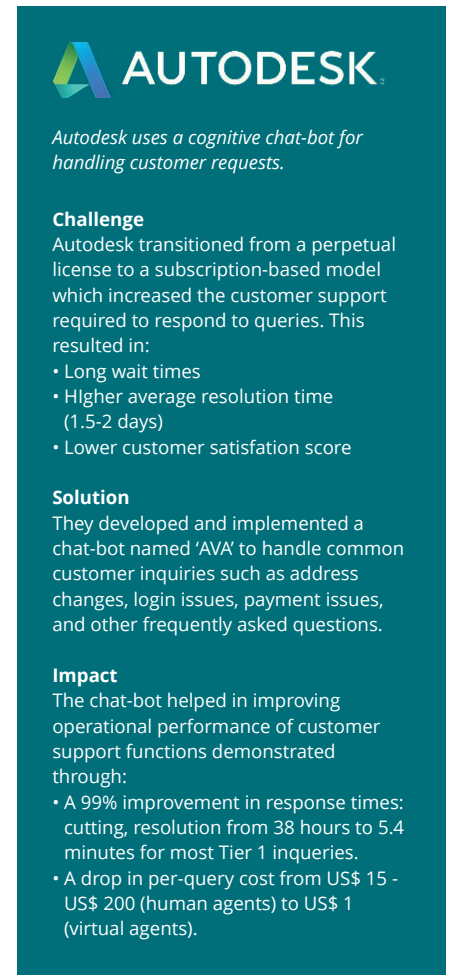 AUTODESK.
Autodesk uses a cognitive chat-bot for
handling customer requests.
Challenge
Autodesk transitioned from a perpetual
license to a subscription-based model
which increased the customer support
required to respond to queries. This
resulted in:
• Long wait times
• HIgher average resolution time
(1.5-2 days)
• Lower customer satisfation score
Solution
They developed and implemented a
chat-bot named ‘AVA’ to handle common
customer inquiries such as address
changes, login issues, payment issues,
and other frequently asked questions.
Impact
The chat-bot helped in improving
operational performance of customer
support functions demonstrated
through:
• A 99% improvement in response times:
cutting, resolution from 38 hours to 5.4
minutes for most Tier 1 inqueries.
• A drop in per-query cost from US$ 15 -
US$ 200 (human agents) to US$ 1
(virtual agents).